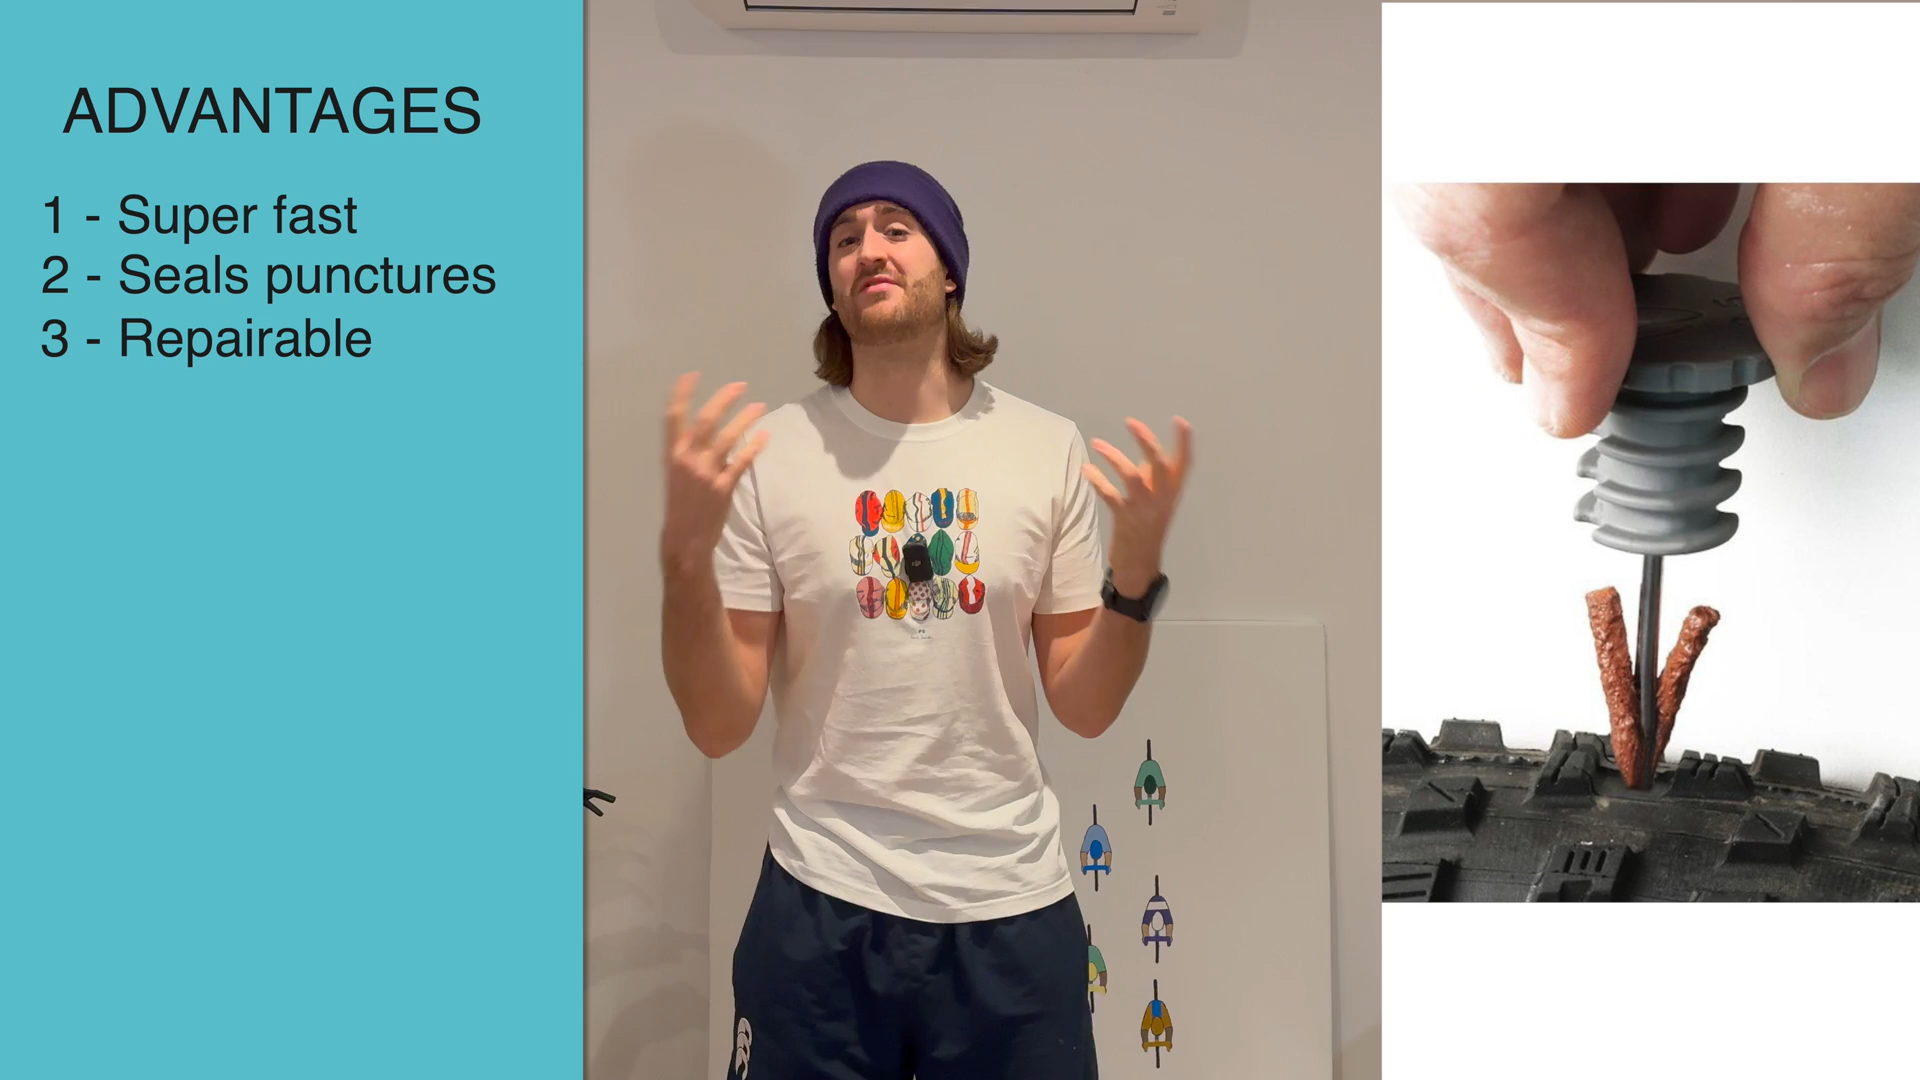 ADVANTAGES
1 - Super fast
2 - Seals punctures
3 - Repairable